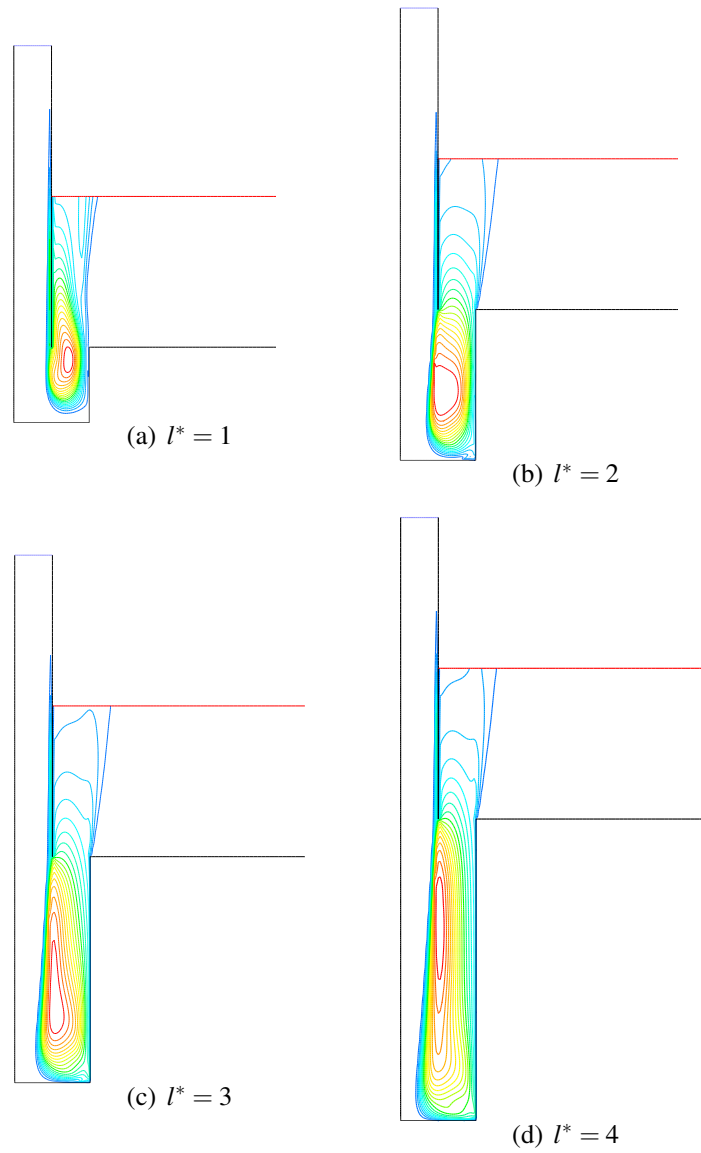 (a) l* = 1
(b) l* = 2
(c) l* = 3
(d) l* = 4